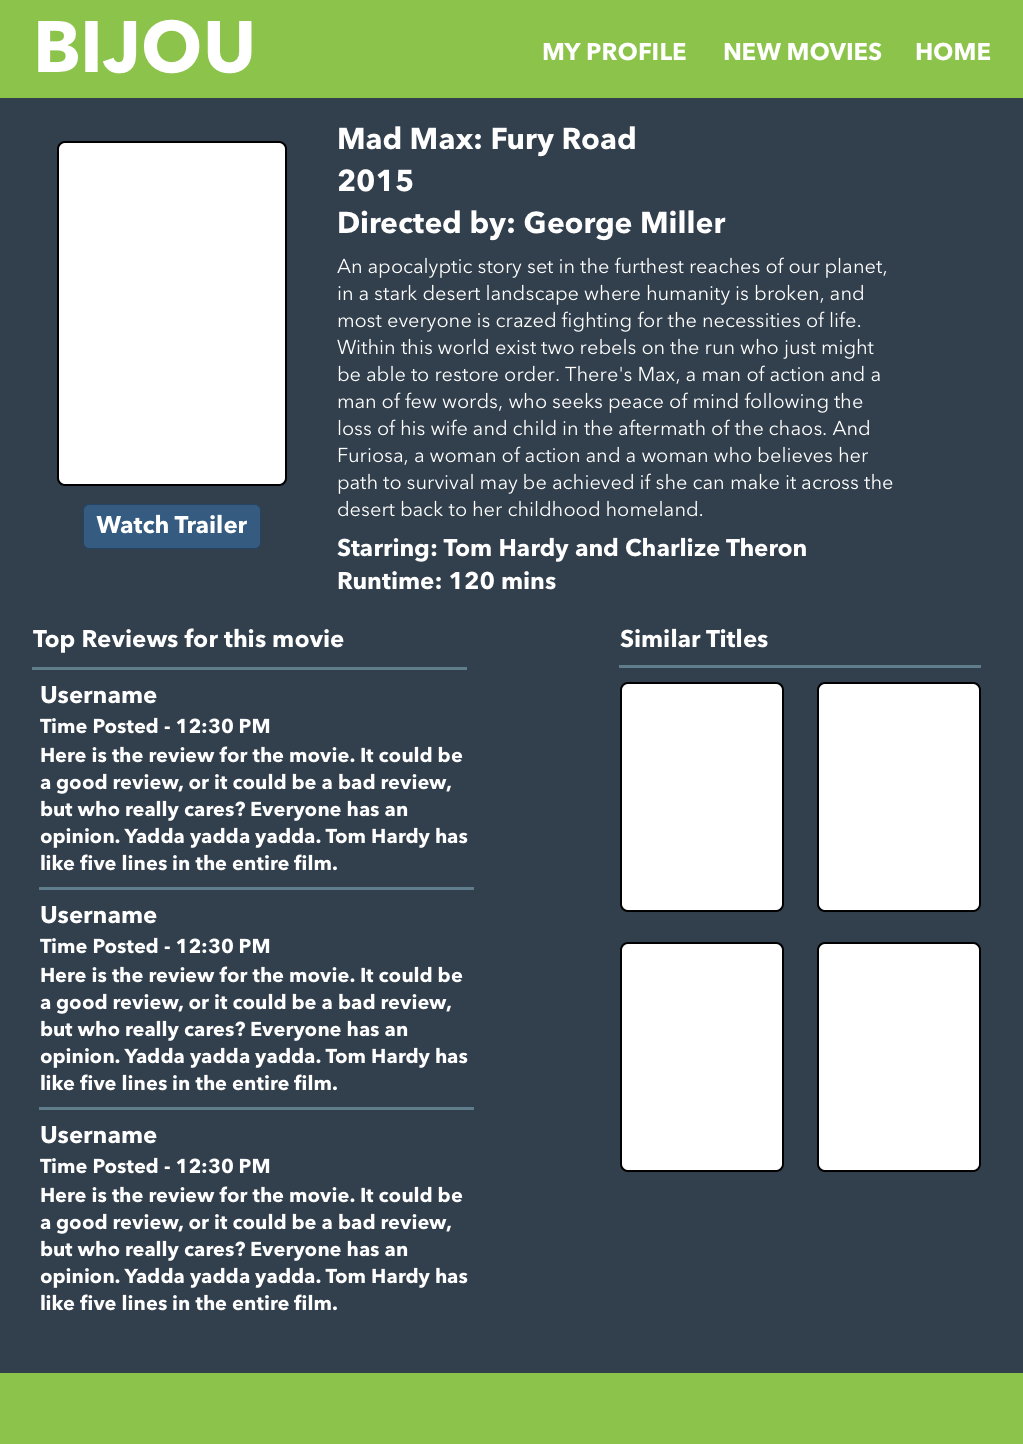 BIJOU
MY PROFILE NEW MOVIES HOME
Mad Max: Fury Road
2015
Directed by: George Miller
An apocalyptic story set in the furthest reaches of our planet,
in a stark desert landscape where humanity is broken, and
most everyone is crazed fighting for the necessities of life.
Within this world exist two rebels on the run who just might
be able to restore order. There's Max, a man of action and a
man of few words, who seeks peace of mind following the
loss of his wife and child in the aftermath of the chaos. And
Furiosa, a woman of action and a woman who believes her
path to survival may be achieved if she can make it across the
desert back to her childhood homeland.
Starring: Tom Hardy and Charlize Theron
Runtime: 120 mins
Watch Trailer
Top Reviews for this movie
Username
Time Posted - 12:30 PM
Here is the review for the movie. It could be
a good review, or it could be a bad review,
but who really cares? Everyone has an
opinion. Yadda yadda yadda. Tom Hardy has
like five lines in the entire film.
Username
Time Posted - 12:30 PM
Here is the review for the movie. It could be
a good review, or it could be a bad review,
but who really cares? Everyone has an
opinion. Yadda yadda yadda. Tom Hardy has
like five lines in the entire film.
Username
Time Posted - 12:30 PM
Here is the review for the movie. It could be
a good review, or it could be a bad review,
but who really cares? Everyone has an
opinion. Yadda yadda yadda. Tom Hardy has
like five lines in the entire film.
Similar Titles